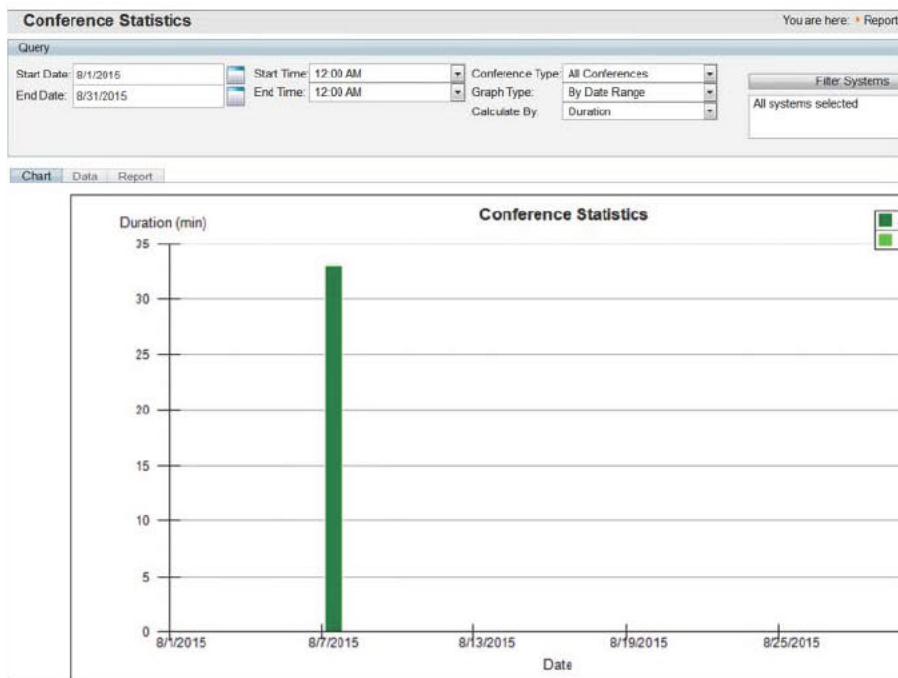 Conference Statistics
You are here: Report
Query
Start Date: 8/1/2015 Start Time: 12:00 AM Conference Type: All Conferences
Filter Systems
End Date: 8/31/2015 End Time: 12:00 AM Graph Type: By Date Range
All systems selected
Calculate By Duration
Chart Data Report
Conference Statistics
Duration (min)
35
30
25
20
15
10
5
0
8/1/2015 8/7/2015 8/13/2015 8/19/2015 8/25/2015
Date